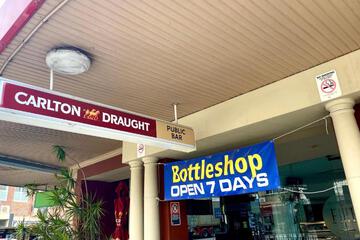 CARLTON DRAUGHT
PUBLIC
BAR
Bottleshop
OPEN 7 DAYS